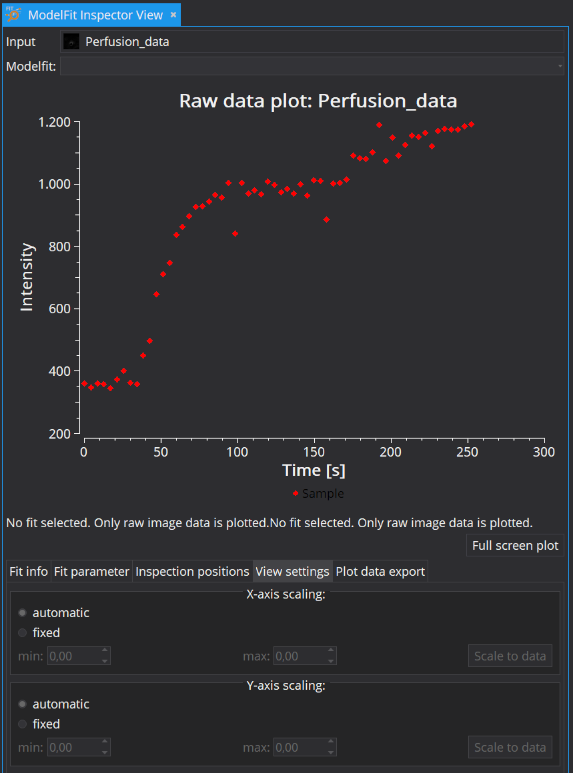 ModelFit Inspector View ×
Input Perfusion_data
Modelfit:
Raw data plot: Perfusion_data
1.200
1.000
800
600
400
200
Intensity
0 50 100 150 200 250 300
Time [s]
Sample
No fit selected. Only raw image data is plotted.No fit selected. Only raw image data is plotted.
Full screen plot
Fit info Fit parameter Inspection positions View settings Plot data export
X-axis scaling:
automatic
fixed
min: 0,00 max: 0,00 Scale to data
Y-axis scaling:
automatic
fixed
min: 0,00 max: 0,00 Scale to data